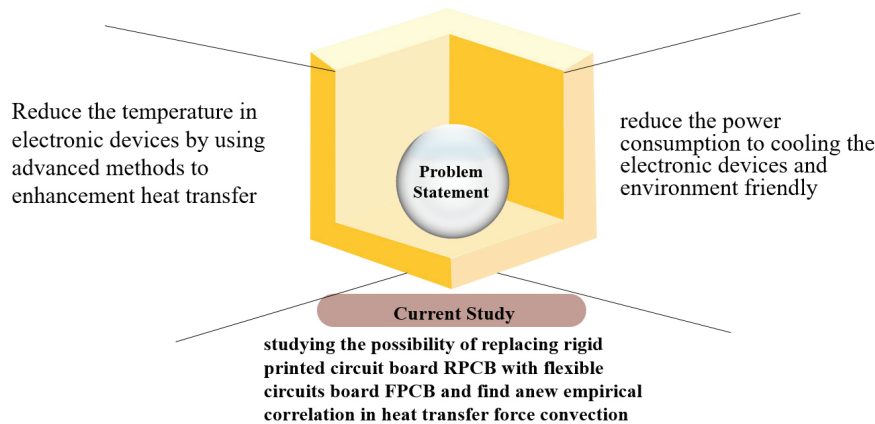 Reduce the temperature in
electronic devices by using
advanced methods to
enhancement heat transfer
Problem
Statement
reduce the power
consumption to cooling the
electronic devices and
environment friendly
Current Study
studying the possibility of replacing rigid
printed circuit board RPCB with flexible
circuits board FPCB and find anew empirical
correlation in heat transfer force convection